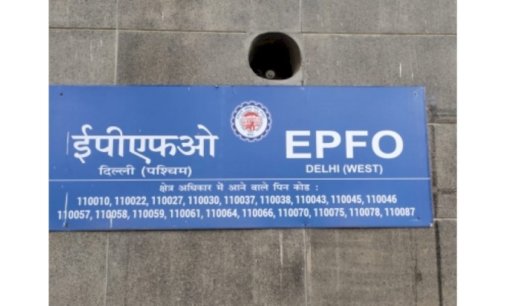 ईपीएफओ EPFO
दिल्ली (पश्चिम) DELHI (WEST)
क्षेत्र अधिकार में आने वाले पिन कोड :
110010, 110022, 110027, 110030, 110037, 110038, 110043, 110045, 110046
110057, 110058, 110059, 110061, 110064, 110066, 110070, 110075, 110078, 110087